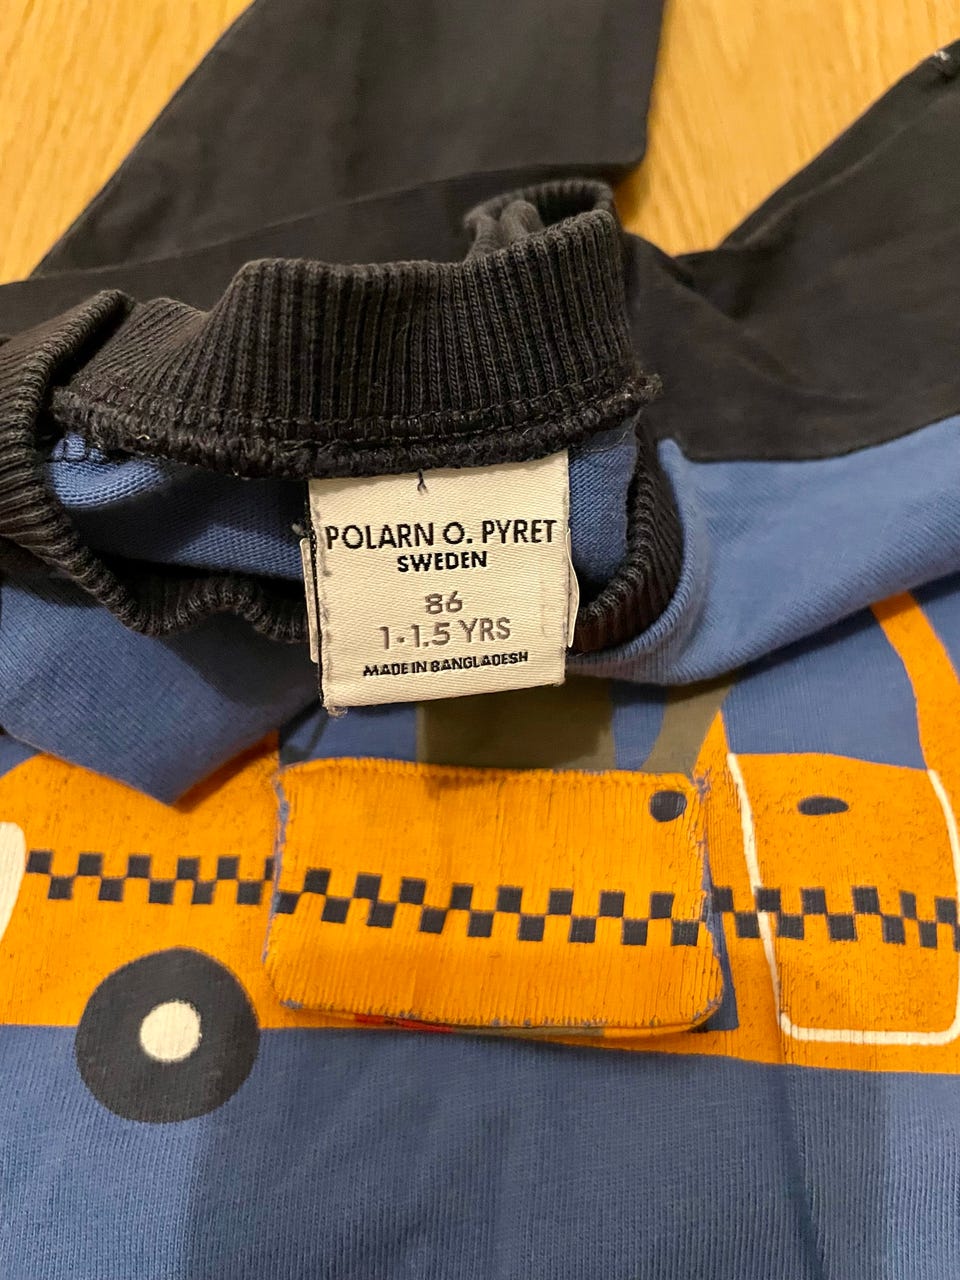 POLARN O. PYRET
SWEDEN
86
1-1.5 YRS
MADE IN BANGLADESH